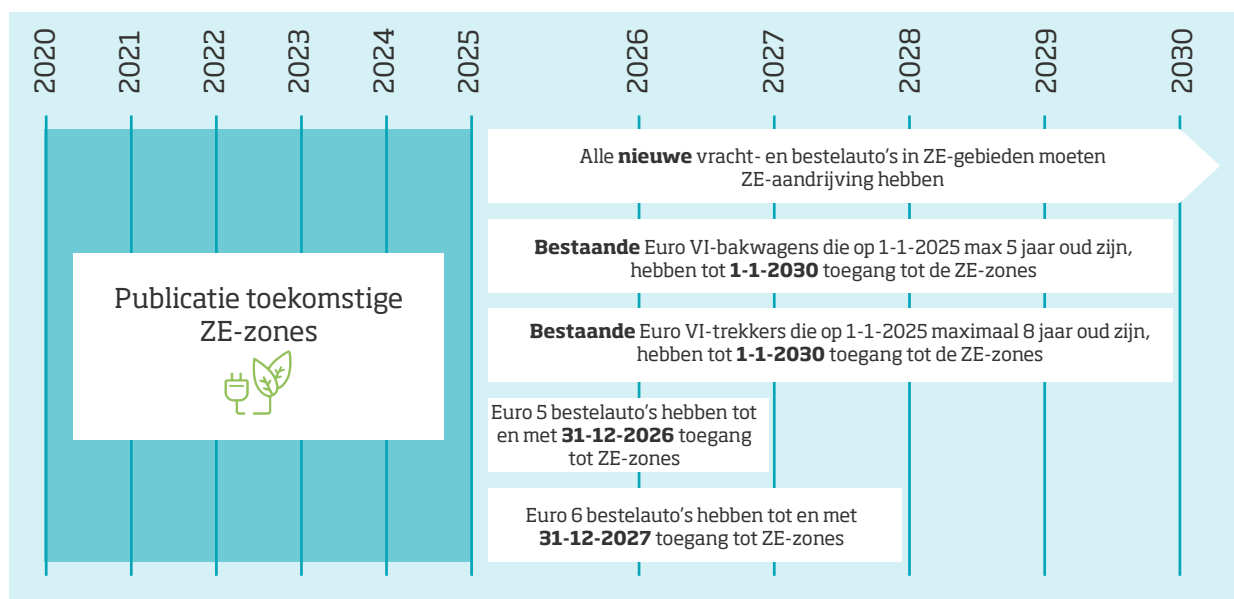 2020
2021
2022
2023
2024
2025
2026
2027
2028
2029
2030
Alle nieuwe vracht- en bestelauto's in ZE-gebieden moeten
ZE-aandrijving hebben
Bestaande Euro VI-bakwagens die op 1-1-2025 max 5 jaar oud zijn,
hebben tot 1-1-2030 toegang tot de ZE-zones
Publicatie toekomstige
ZE-zones
Bestaande Euro VI-trekkers die op 1-1-2025 maximaal 8 jaar oud zijn,
hebben tot 1-1-2030 toegang tot de ZE-zones
Euro 5 bestelauto's hebben tot
en met 31-12-2026 toegang
tot ZE-zones
Euro 6 bestelauto's hebben tot en met
31-12-2027 toegang tot ZE-zones